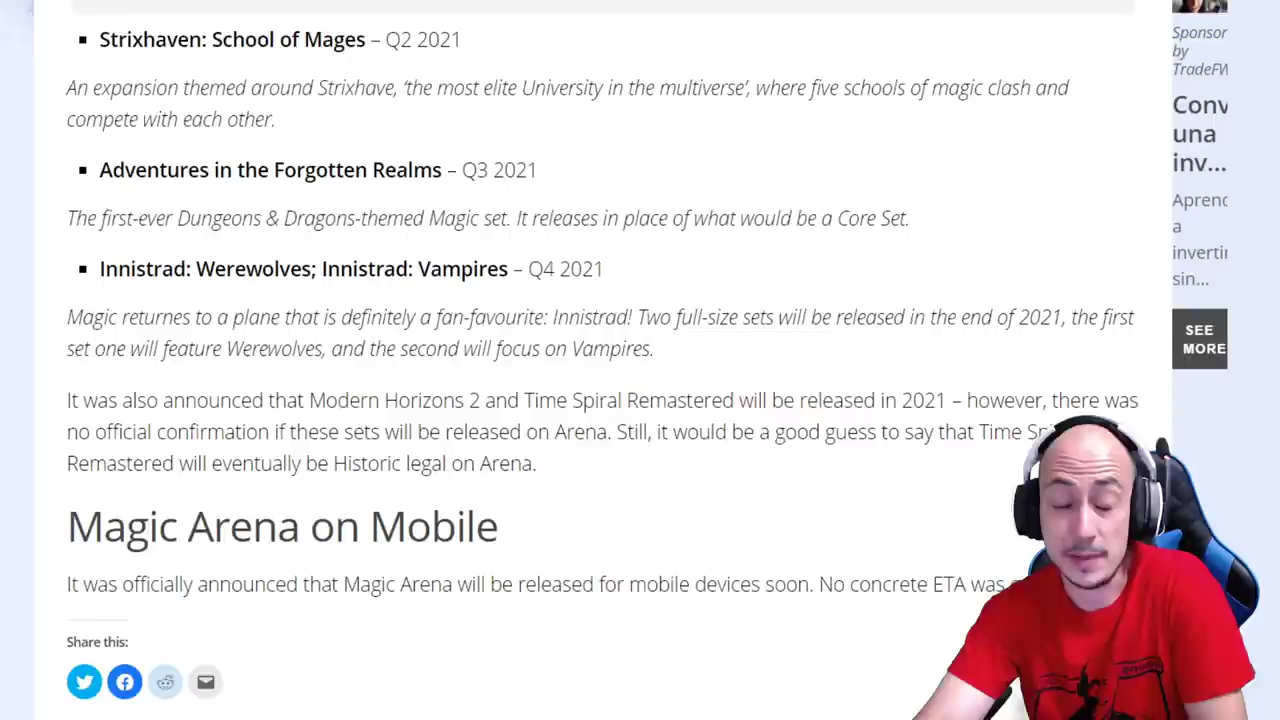 Strixhaven: School of Mages – Q2 2021
An expansion themed around Strixhave, ‘the most elite University in the multiverse’, where five schools of magic clash and
compete with each other.
Adventures in the Forgotten Realms – Q3 2021
The first-ever Dungeons & Dragons-themed Magic set. It releases in place of what would be a Core Set.
Innistrad: Werewolves; Innistrad: Vampires – Q4 2021
Magic returnes to a plane that is definitely a fan-favourite: Innistrad! Two full-size sets will be released in the end of 2021, the first
set one will feature Werewolves, and the second will focus on Vampires.
It was also announced that Modern Horizons 2 and Time Spiral Remastered will be released in 2021 – however, there was
no official confirmation if these sets will be released on Arena. Still, it would be a good guess to say that Time
Remastered will eventually be Historic legal on Arena.
Magic Arena on Mobile
It was officially announced that Magic Arena will be released for mobile devices soon. No concrete ETA was
Share this:
Sponsor
by
TradeFW
Conv
una
inv...
Aprend
a
inverti
sin...
SEE
MORE